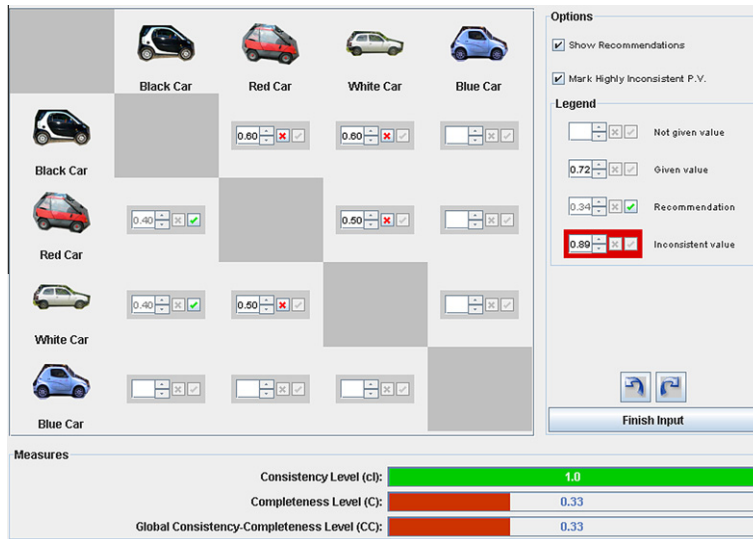 Options
Show Recommendations
Mark Highly Inconsistent P.V.
Black Car Red Car White Car Blue Car
Legend
Not given value
0.72 Given value
0.34 Recommendation
0.89 Inconsistent value
Black Car 0.60 0.60
Red Car 0.40 0.50
White Car 0.40 0.50
Blue Car
Finish Input
Measures
Consistency Level (cl): 1.0
Completeness Level (C): 0.33
Global Consistency-Completeness Level (CC): 0.33